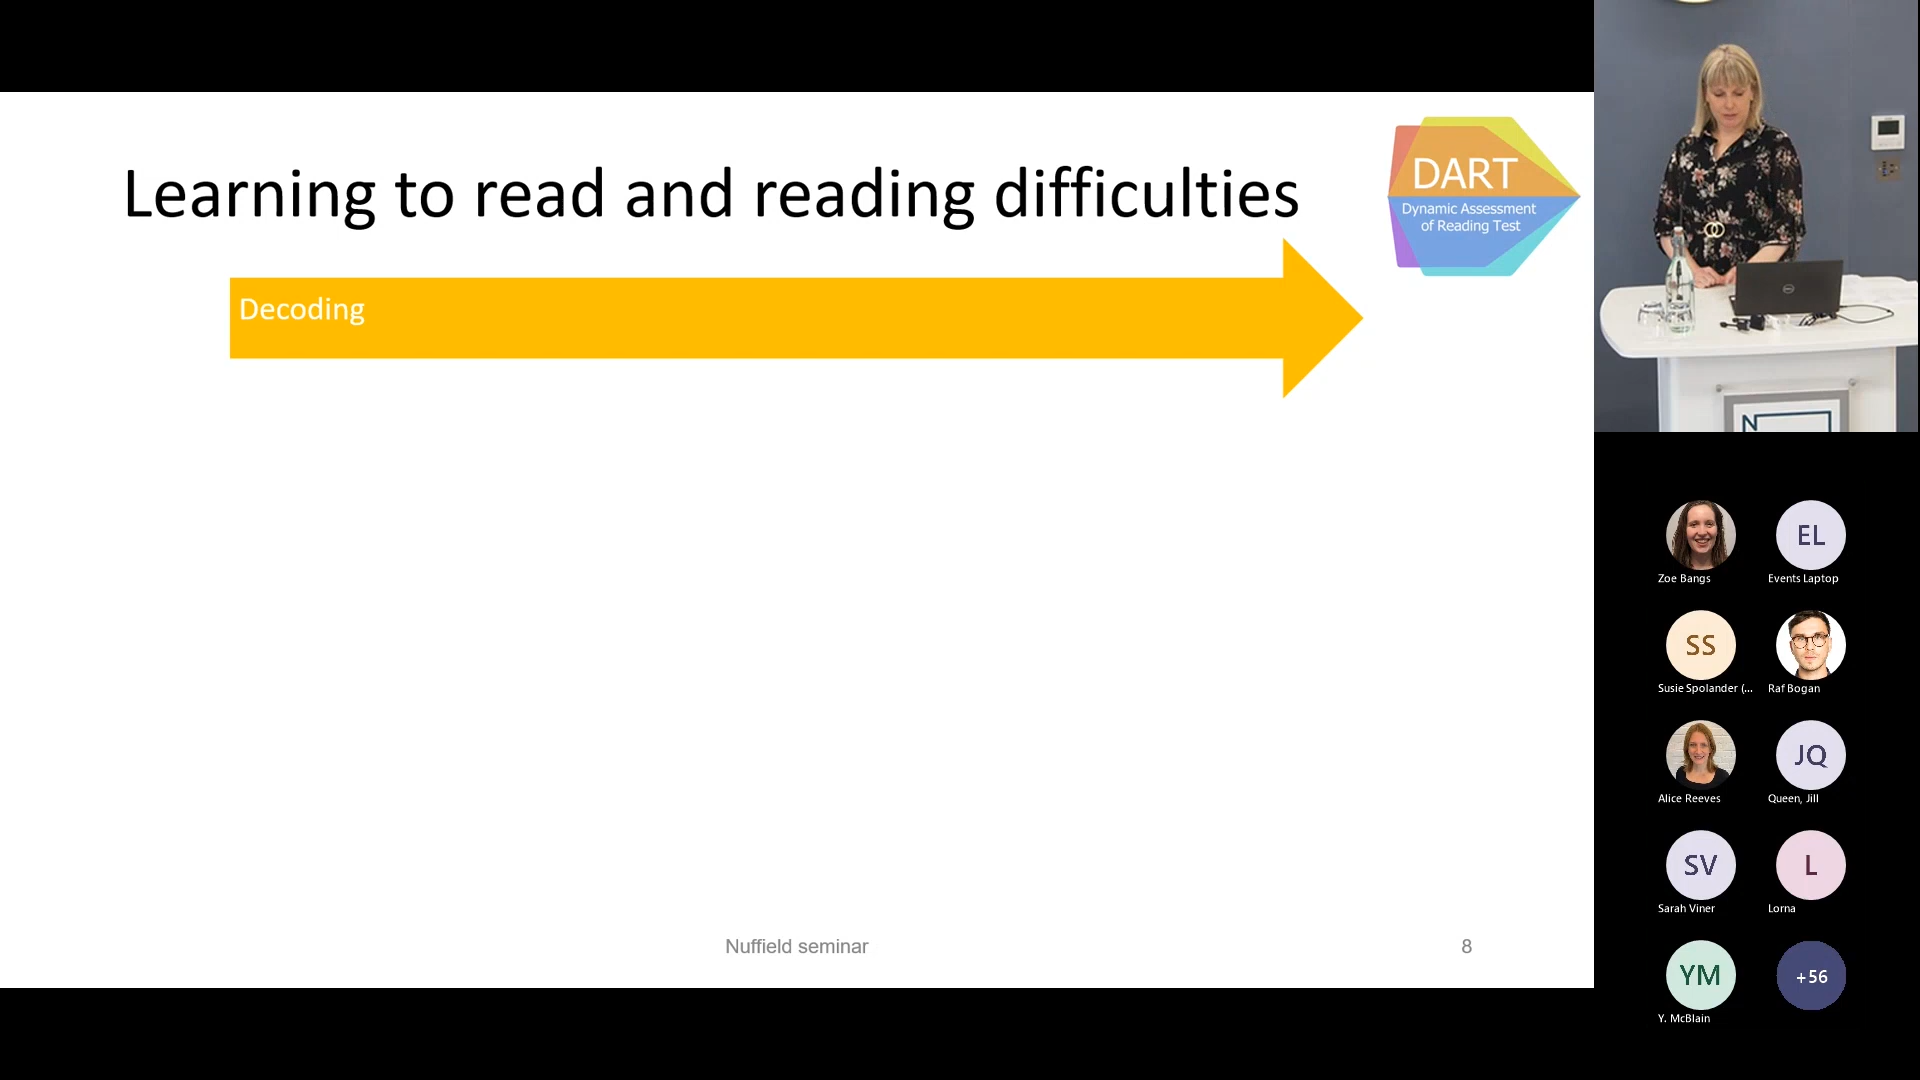 Learning to read and reading difficulties
DART
Dynamic Assessment
of Reading Test
Decoding
Nuffield seminar
8
N
Zoe Bangs
EL
Events Laptop
SS
Susie Spolander (...
Raf Bogan
Alice Reeves
JQ
Queen, Jill
SV
Sarah Viner
L
Lorna
YM
Y. McBlain
+56